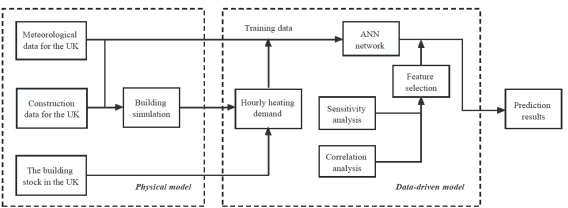 Meteorological
data for the UK
Training data
ANN
network
Feature
selection
Construction
data for the UK
Building
simulation
Hourly heating
demand
Sensitivity
analysis
Prediction
results
Correlation
analysis
The building
stock in the UK
Physical model
Data-driven model